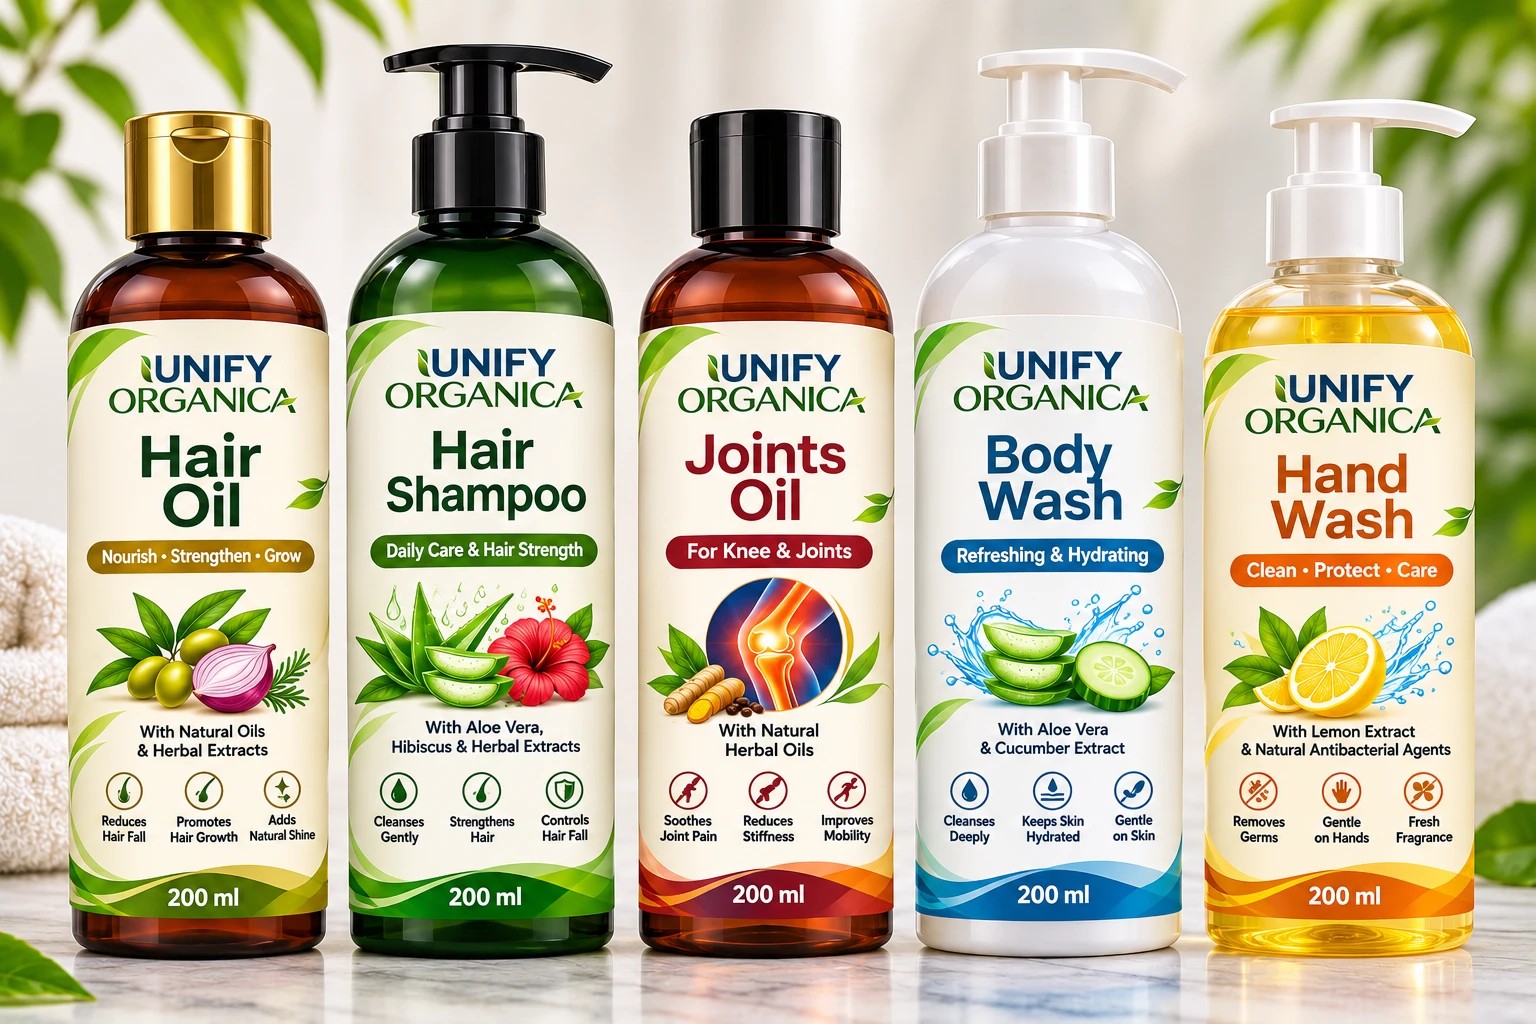 UNIFY
ORGANICA
Hair
Oil
Nourish • Strengthen • Grow
With Natural Oils
& Herbal Extracts
Reduces
Hair Fall
Promotes
Hair Growth
Adds
Natural Shine
200 ml
UNIFY
ORGANICA
Hair
Shampoo
Daily Care & Hair Strength
With Aloe Vera,
Hibiscus & Herbal Extracts
Cleanses
Gently
Strengthens
Hair
Controls
Hair Fall
200 ml
UNIFY
ORGANICA
Joints
Oil
For Knee & Joints
With Natural
Herbal Oils
Soothes
Joint Pain
Reduces
Stiffness
Improves
Mobility
200 ml
UNIFY
ORGANICA
Body
Wash
Refreshing & Hydrating
With Aloe Vera
& Cucumber Extract
Cleanses
Deeply
Keeps Skin
Hydrated
Gentle
on Skin
200 ml
UNIFY
ORGANICA
Hand
Wash
Clean • Protect • Care
With Lemon Extract
& Natural Antibacterial Agents
Removes
Germs
Gentle
on Hands
Fresh
Fragrance
200 ml